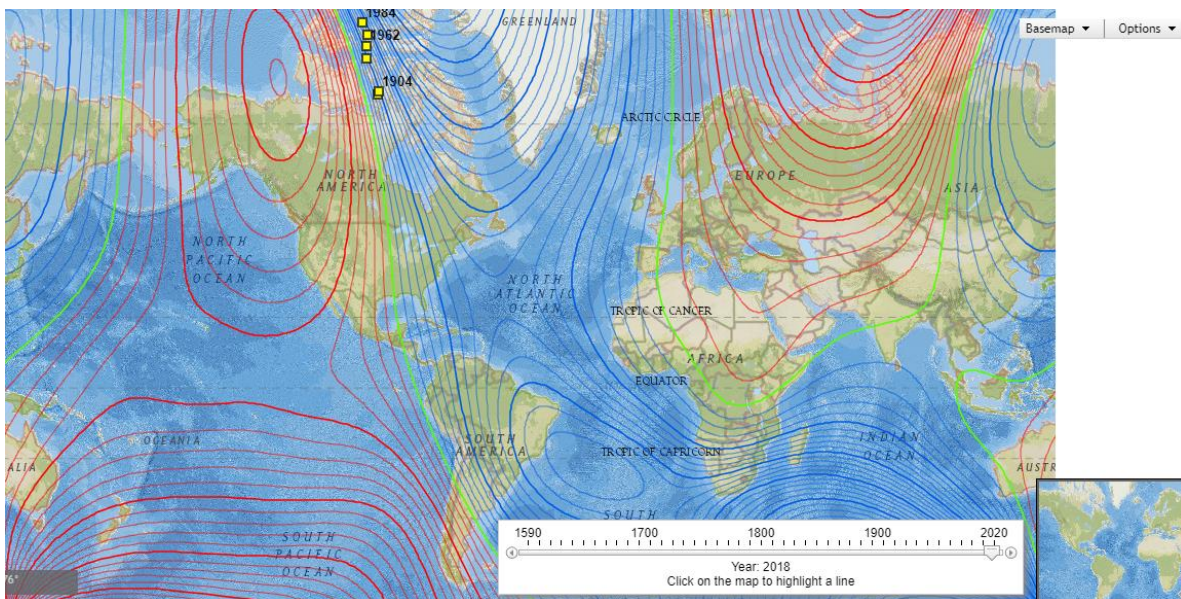 1984
GREENLAND
Basemap
Options
1962
1904
ARCTIC CIRCLE
NORTH
AMERICA
EUROPE
ASIA
NORTH
PACIFIC
OCEAN
NORTH
ATLANTIC
OCEAN
TROPIC OF CANCER
AFRICA
EQUATOR
OCEANIA
SOUTH
AMERICA
TROPIC OF CAPRICORN
INDIAN
OCEAN
ALIA
AUSTR
SOUTH
SOUTH
PACIFIC
OCEAN
1590 1700 1800 1900 2020
Year: 2018
Click on the map to highlight a line